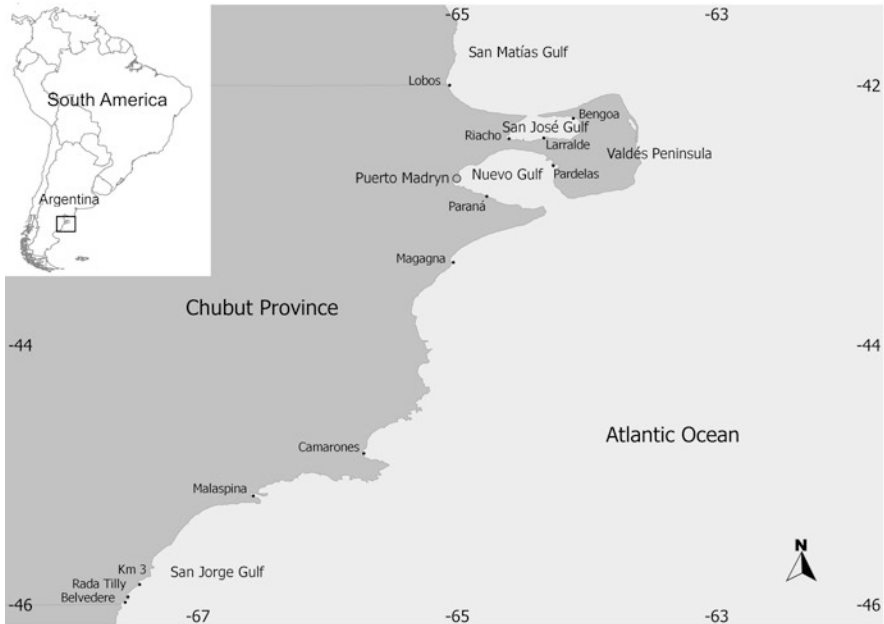 -65
-63
San Matías Gulf
South America
Lobos
-42
Bengoa
San José Gulf
Riacho
Larralde
Valdés Peninsula
Nuevo Gulf
Pardelas
Puerto Madryn
Argentina
Paraná
Magagna
Chubut Province
-44
-44
Atlantic Ocean
Camarones
Malaspina
N
Km 3
San Jorge Gulf
Rada Tilly
Belvedere
-46
-67
-65
-63
-46